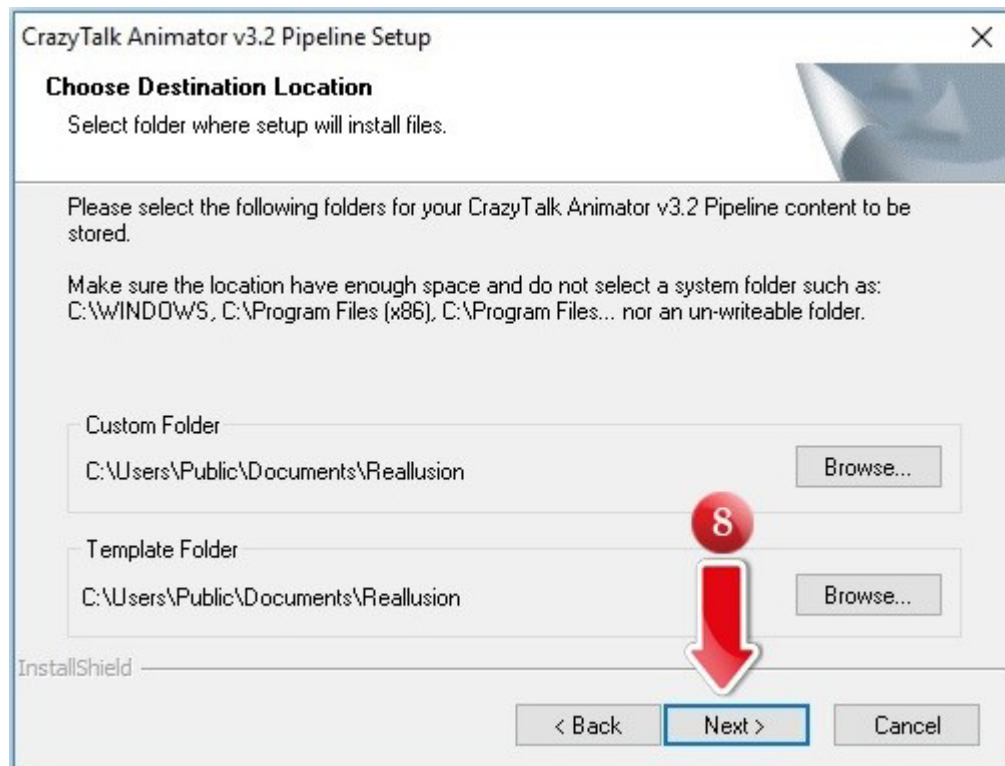 CrazyTalk Animator v3.2 Pipeline Setup
Choose Destination Location
Select folder where setup will install files.
Please select the following folders for your CrazyTalk Animator v3.2 Pipeline content to be
stored.
Make sure the location have enough space and do not select a system folder such as:
C:\WINDOWS, C:\Program Files (x86), C:\Program Files... nor an un-writeable folder.
Custom Folder
C:\Users\Public\Documents\Reallusion
Browse...
8
Template Folder
C:\Users\Public\Documents\Reallusion
Browse...
InstallShield
< Back Next > Cancel